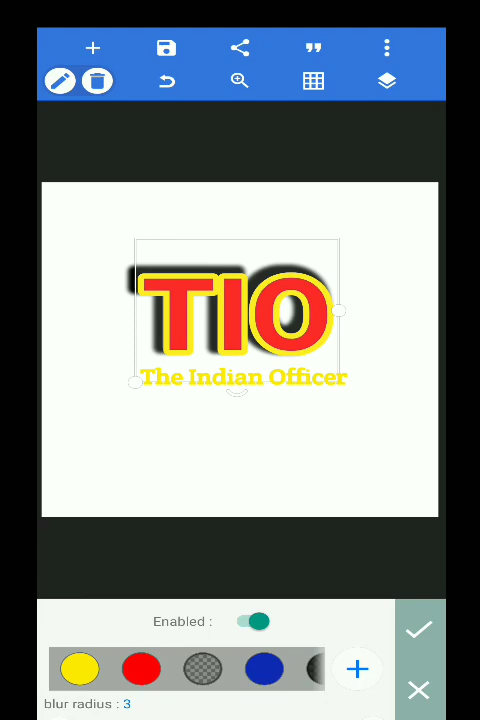 TIO
The Indian Officer
Enabled :
blur radius : 3